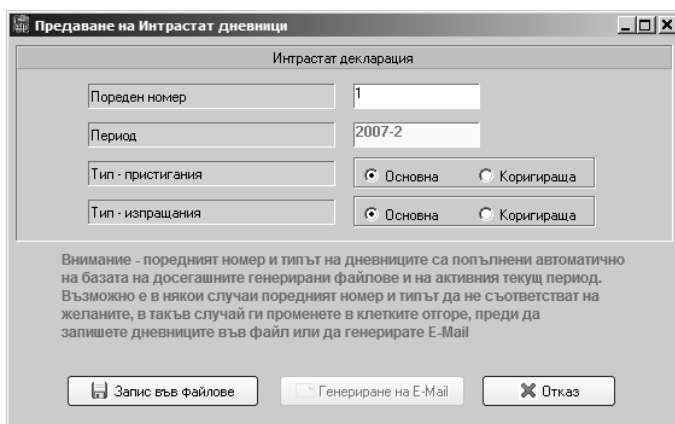 Предаване на Интрастат дневници
Интрастат декларация
Пореден номер
1
Период
2007-2
Тип - пристигания
Основна Коригираща
Тип - изпращания
Основна Коригираща
Внимание - поредният номер и типът на дневниците са попълнени автоматично
на базата на досегашните генерирани файлове и на активния текущ период.
Възможно е в някои случаи поредният номер и типът да не съответстват на
желаните, в такъв случай ги променете в клетките отгоре, преди да
запишете дневниците във файл или да генерирате E-Mail
Запис във файлове Генериране на E-Mail Отказ